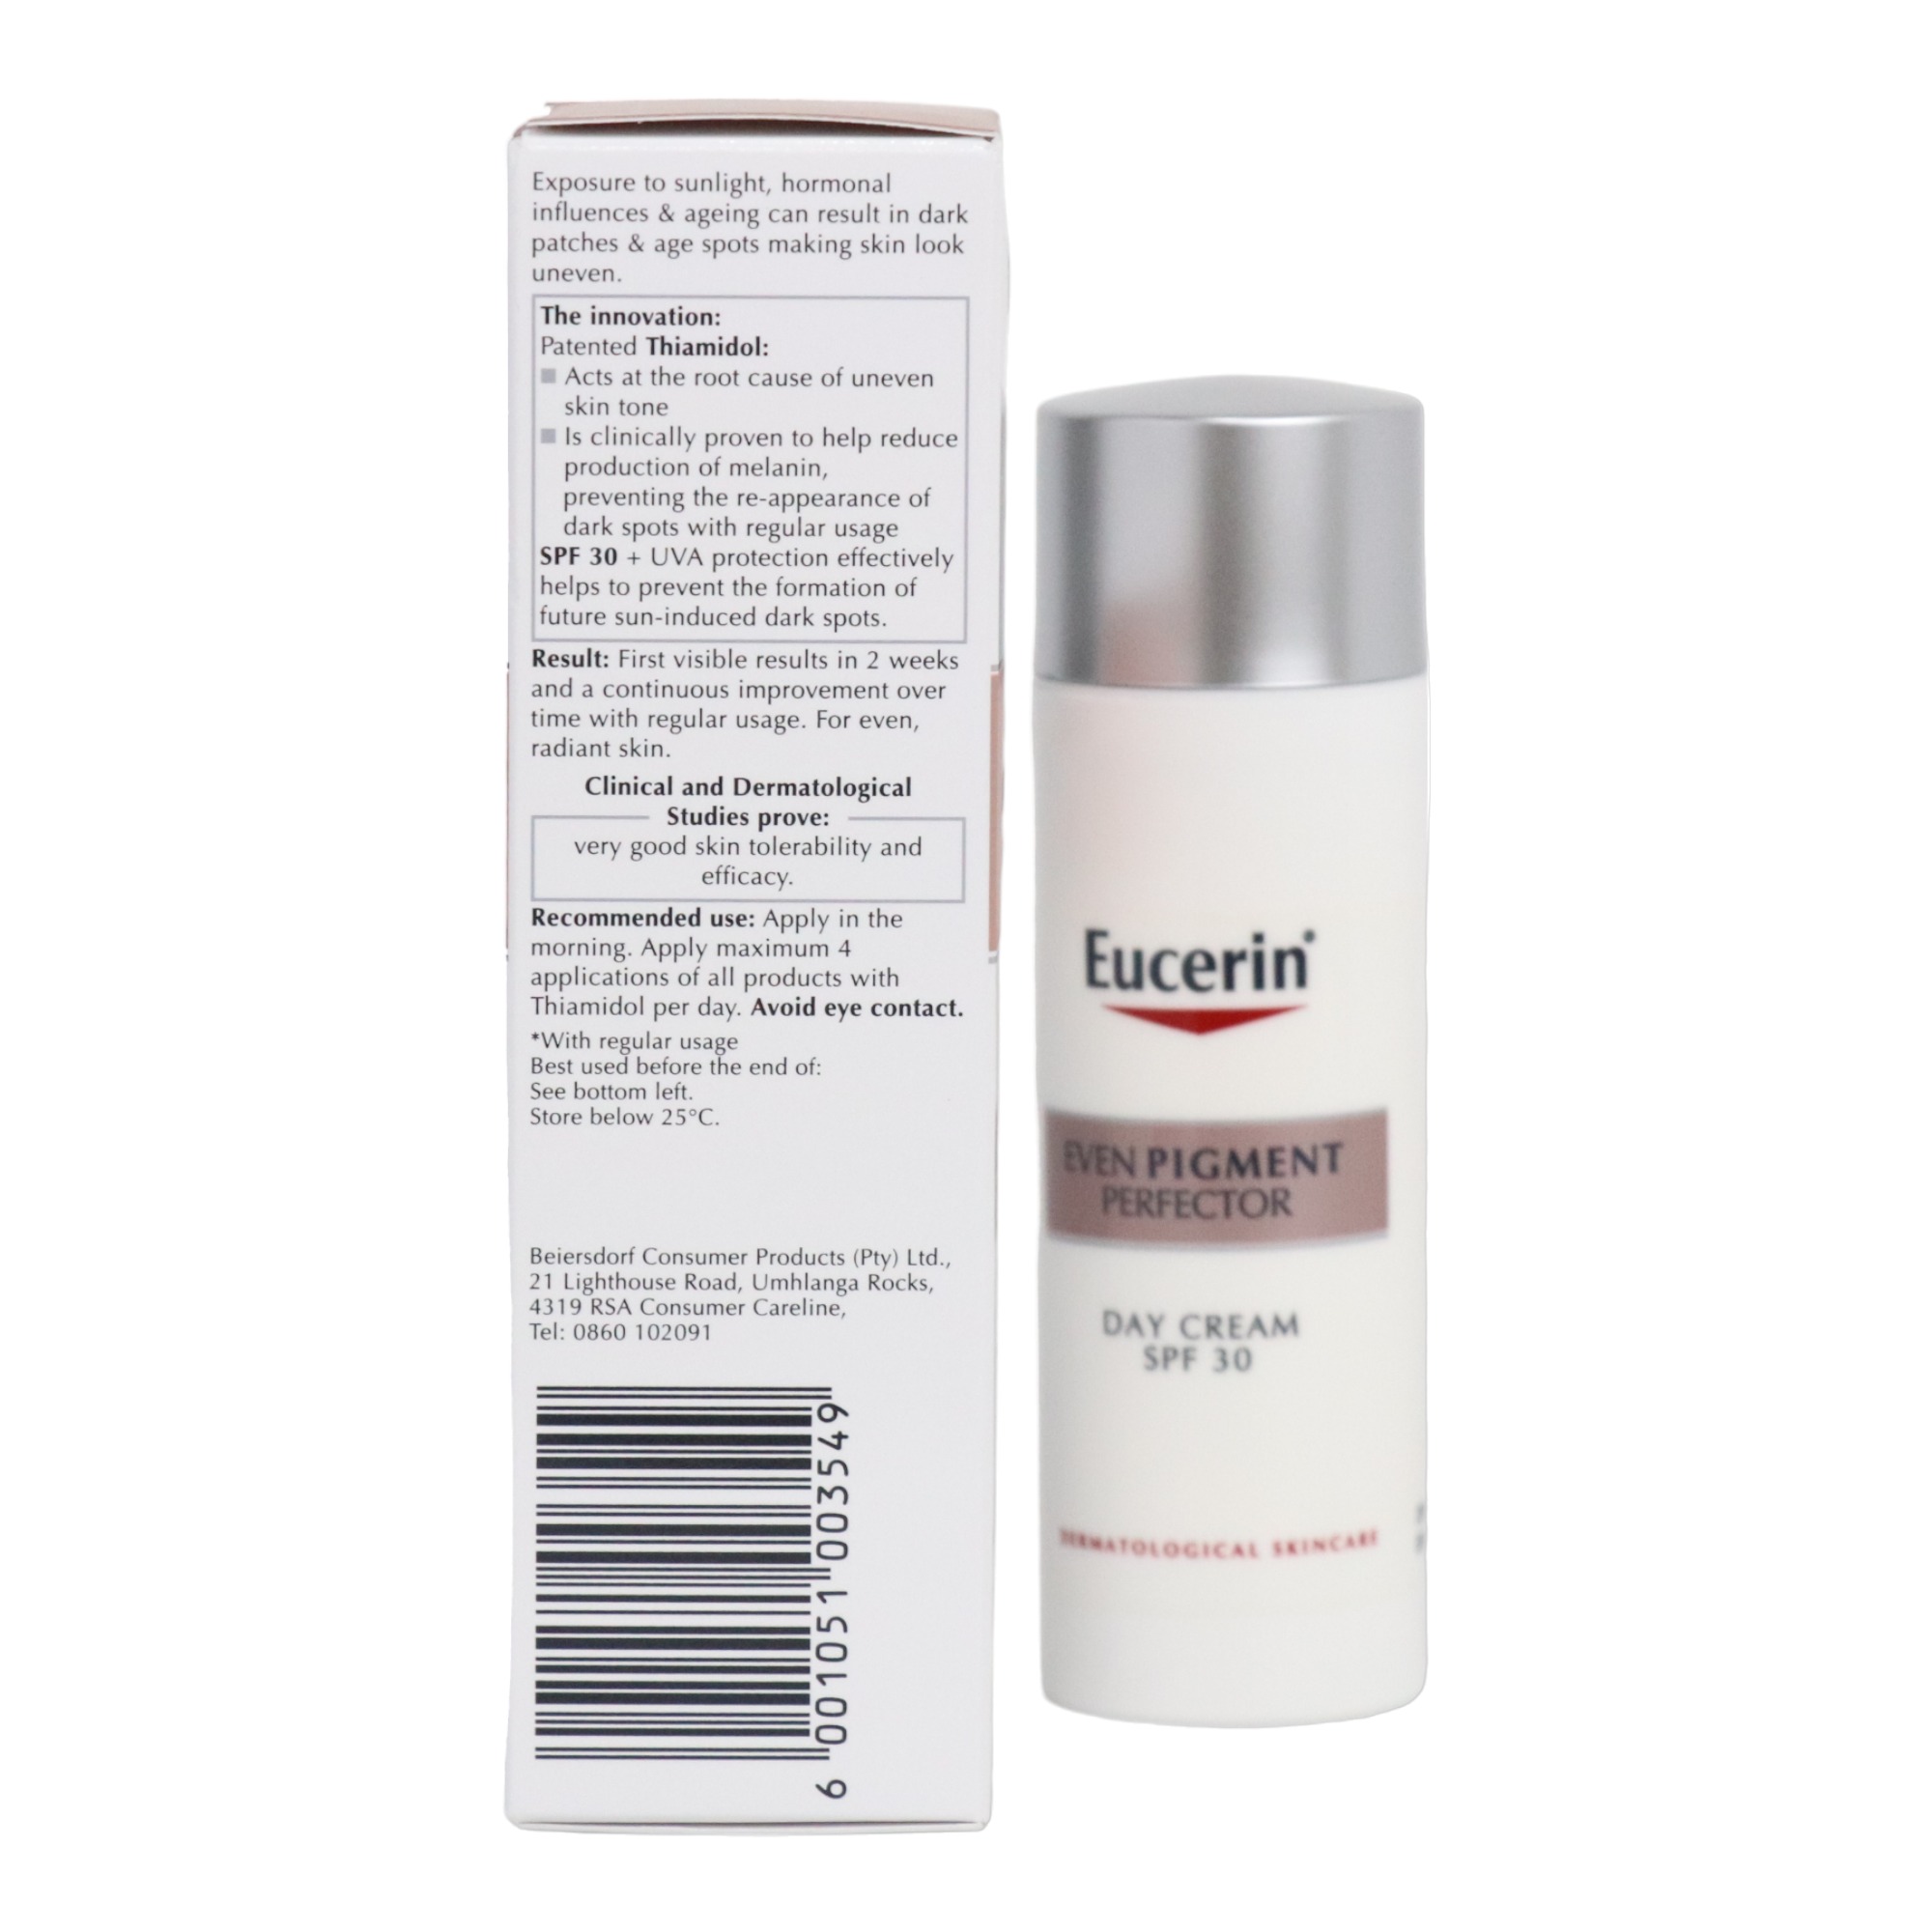 Exposure to sunlight, hormonal
influences & ageing can result in dark
patches & age spots making skin look
uneven.
The innovation:
Patented Thiamidol:
Acts at the root cause of uneven
skin tone
Is clinically proven to help reduce
production of melanin,
preventing the re-appearance of
dark spots with regular usage
SPF 30 + UVA protection effectively
helps to prevent the formation of
future sun-induced dark spots.
Result: First visible results in 2 weeks
and a continuous improvement over
time with regular usage. For even,
radiant skin.
Clinical and Dermatological
Studies prove:
very good skin tolerability and
efficacy.
Recommended use: Apply in the
morning. Apply maximum 4
applications of all products with
Thiamidol per day. Avoid eye contact.
*With regular usage
Best used before the end of:
See bottom left.
Store below 25°C.
Beiersdorf Consumer Products (Pty) Ltd.,
21 Lighthouse Road, Umhlanga Rocks,
4319 RSA Consumer Careline,
Tel: 0860 102091
6 001051 003549
Eucerin
EVEN PIGMENT
PERFECTOR
DAY CREAM
SPF 30
DERMATOLOGICAL SKINCARE